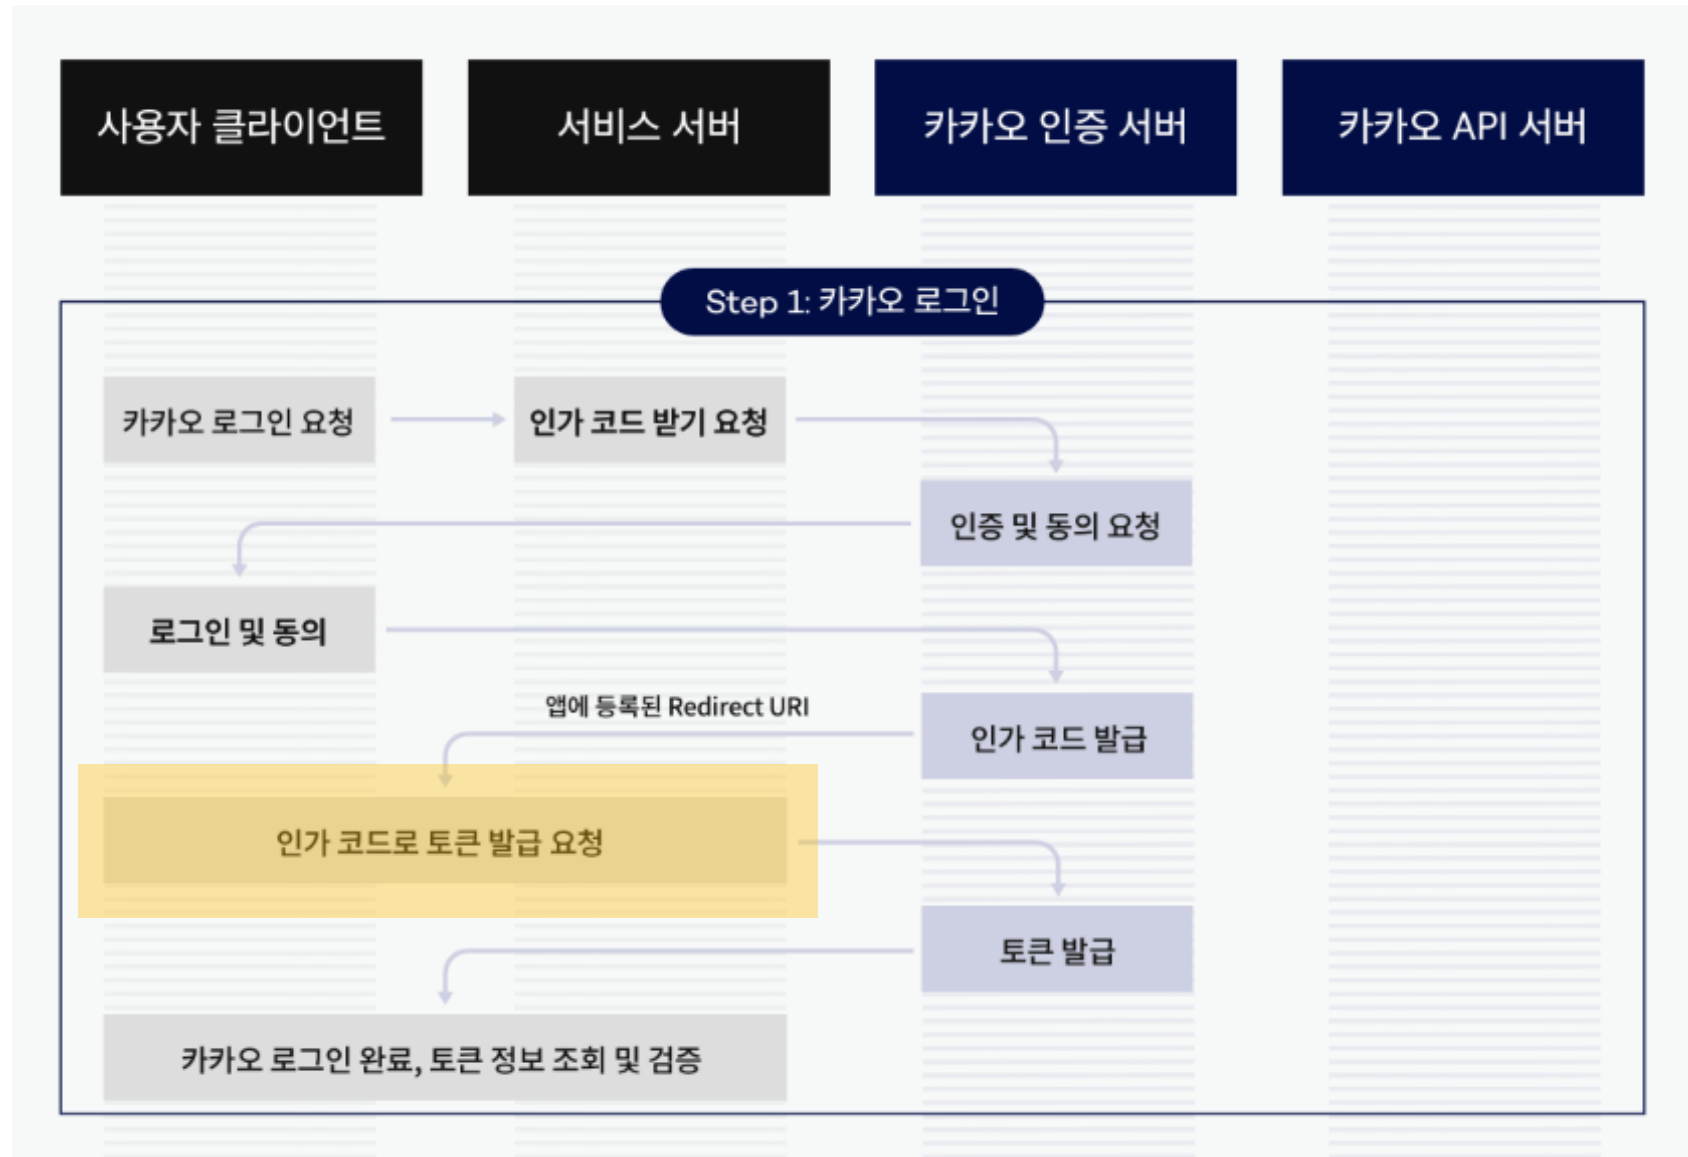 사용자 클라이언트
서비스 서버
카카오 인증 서버
카카오 API 서버
Step 1: 카카오 로그인
카카오 로그인 요청
인가 코드 받기 요청
인증 및 동의 요청
로그인 및 동의
앱에 등록된 Redirect URI
인가 코드 발급
인가 코드로 토큰 발급 요청
토큰 발급
카카오 로그인 완료, 토큰 정보 조회 및 검증